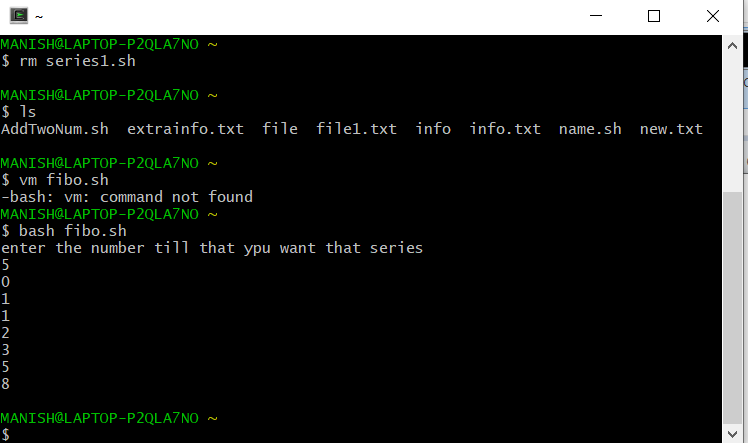 ~
MANISH@LAPTOP-P2QLA7NO ~
$ rm series1.sh
MANISH@LAPTOP-P2QLA7NO ~
$ ls
AddTwoNum.sh  extrainfo.txt  file  file1.txt  info  info.txt  name.sh  new.txt
MANISH@LAPTOP-P2QLA7NO ~
$ vm fibo.sh
-bash: vm: command not found
MANISH@LAPTOP-P2QLA7NO ~
$ bash fibo.sh
enter the number till that ypu want that series
5
0
1
1
2
3
5
8
MANISH@LAPTOP-P2QLA7NO ~
$